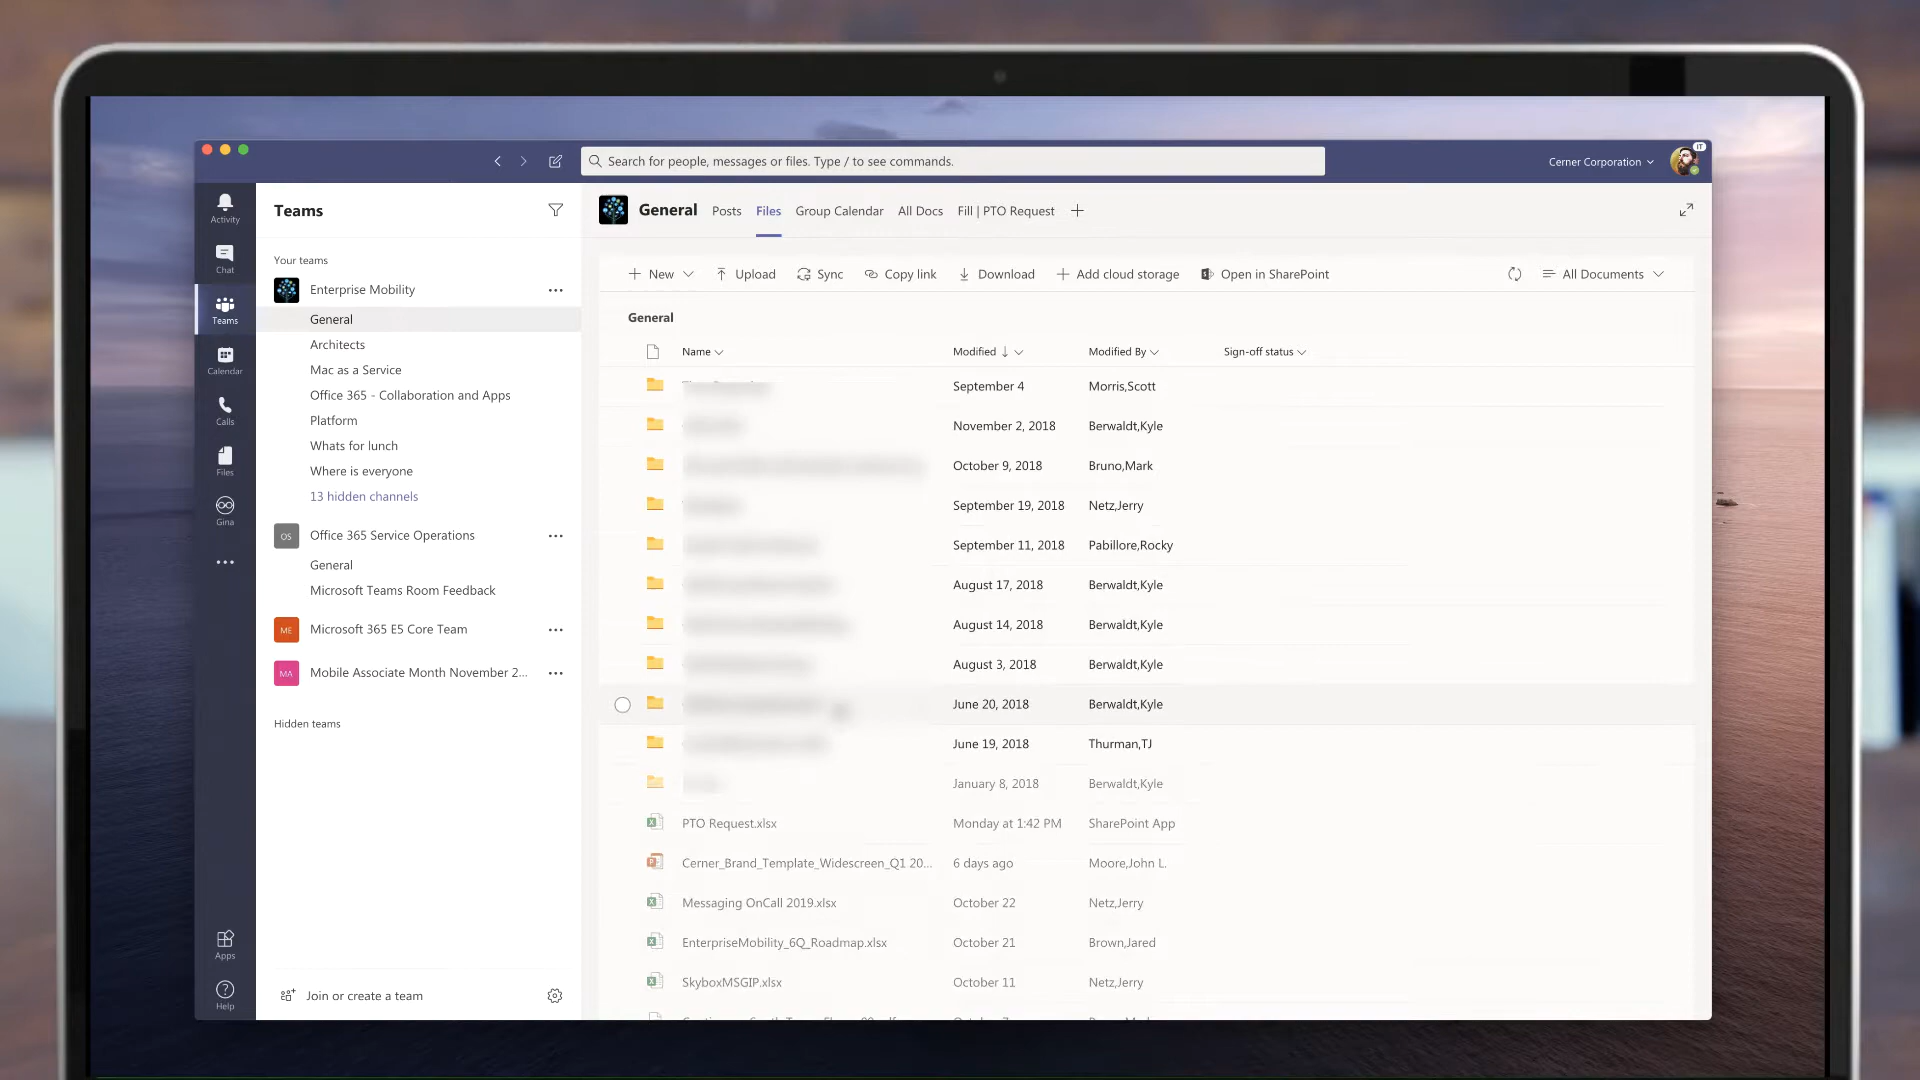 Search for people, messages or files. Type / to see commands.
Cerner Corporation
IT
Activity
Chat
Teams
Calendar
Calls
Files
Gina
Apps
Help
Teams
Your teams
Enterprise Mobility
General
Architects
Mac as a Service
Office 365 - Collaboration and Apps
Platform
Whats for lunch
Where is everyone
13 hidden channels
OS Office 365 Service Operations
General
Microsoft Teams Room Feedback
ME Microsoft 365 E5 Core Team
MA Mobile Associate Month November 2...
Hidden teams
Join or create a team
General Posts Files Group Calendar All Docs Fill | PTO Request
New Upload Sync Copy link Download Add cloud storage Open in SharePoint All Documents
General
Name Modified Modified By Sign-off status
September 4 Morris,Scott
November 2, 2018 Berwaldt,Kyle
October 9, 2018 Bruno,Mark
September 19, 2018 Netz,Jerry
September 11, 2018 Pabillore,Rocky
August 17, 2018 Berwaldt,Kyle
August 14, 2018 Berwaldt,Kyle
August 3, 2018 Berwaldt,Kyle
June 20, 2018 Berwaldt,Kyle
June 19, 2018 Thurman,TJ
January 8, 2018 Berwaldt,Kyle
PTO Request.xlsx Monday at 1:42 PM SharePoint App
Cerner_Brand_Template_Widescreen_Q1 20... 6 days ago Moore,John L.
Messaging OnCall 2019.xlsx October 22 Netz,Jerry
EnterpriseMobility_6Q_Roadmap.xlsx October 21 Brown,Jared
SkyboxMSGIP.xlsx October 11 Netz,Jerry